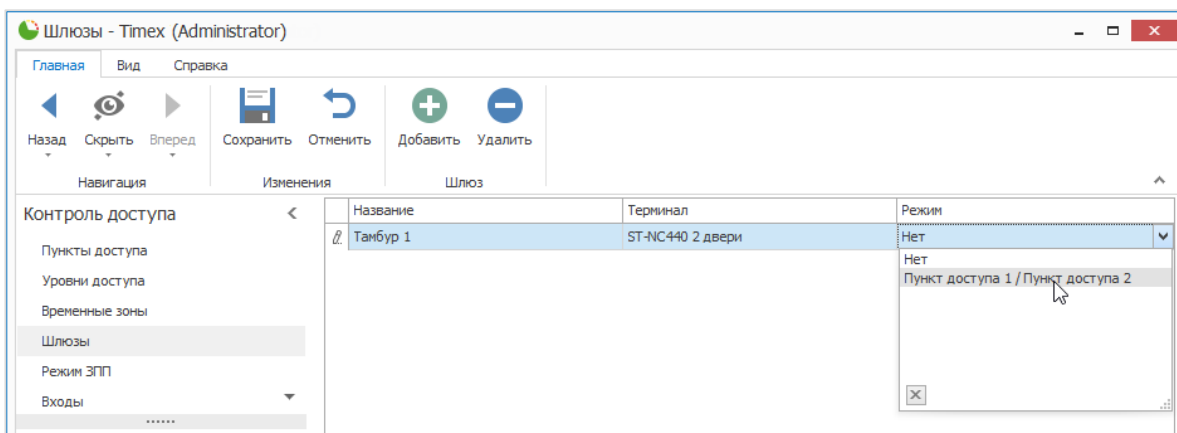 Шлюзы - Timex (Administrator)
Главная Вид Справка
Назад Скрыть Вперед Сохранить Отменить Добавить Удалить
Навигация Изменения Шлюз
Контроль доступа
Название Терминал Режим
Тамбур 1 ST-NC440 2 двери Нет
Нет
Пункт доступа 1 / Пункт доступа 2
Пункты доступа
Уровни доступа
Временные зоны
Шлюзы
Режим ЗПП
Входы